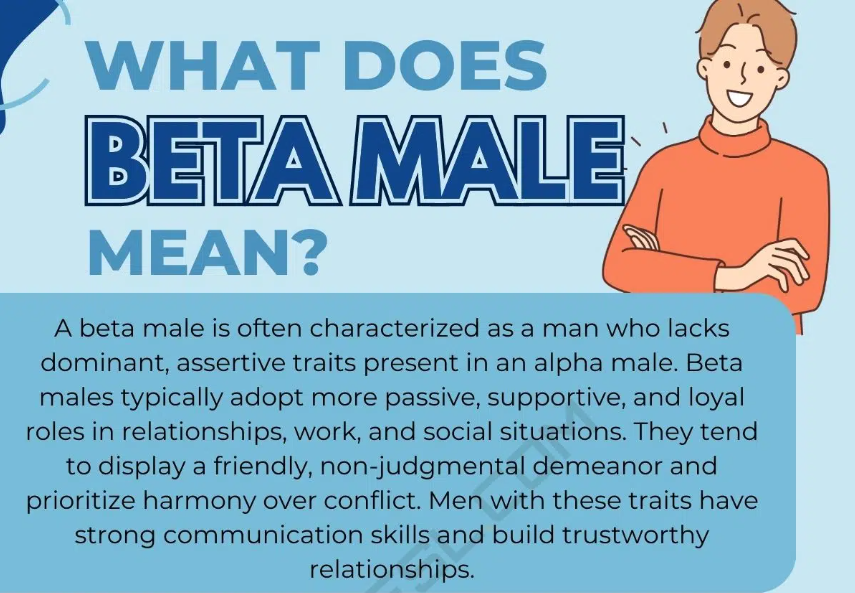 WHAT DOES
BETA MALE
MEAN?
A beta male is often characterized as a man who lacks
dominant, assertive traits present in an alpha male. Beta
males typically adopt more passive, supportive, and loyal
roles in relationships, work, and social situations. They tend
to display a friendly, non-judgmental demeanor and
prioritize harmony over conflict. Men with these traits have
strong communication skills and build trustworthy
relationships.